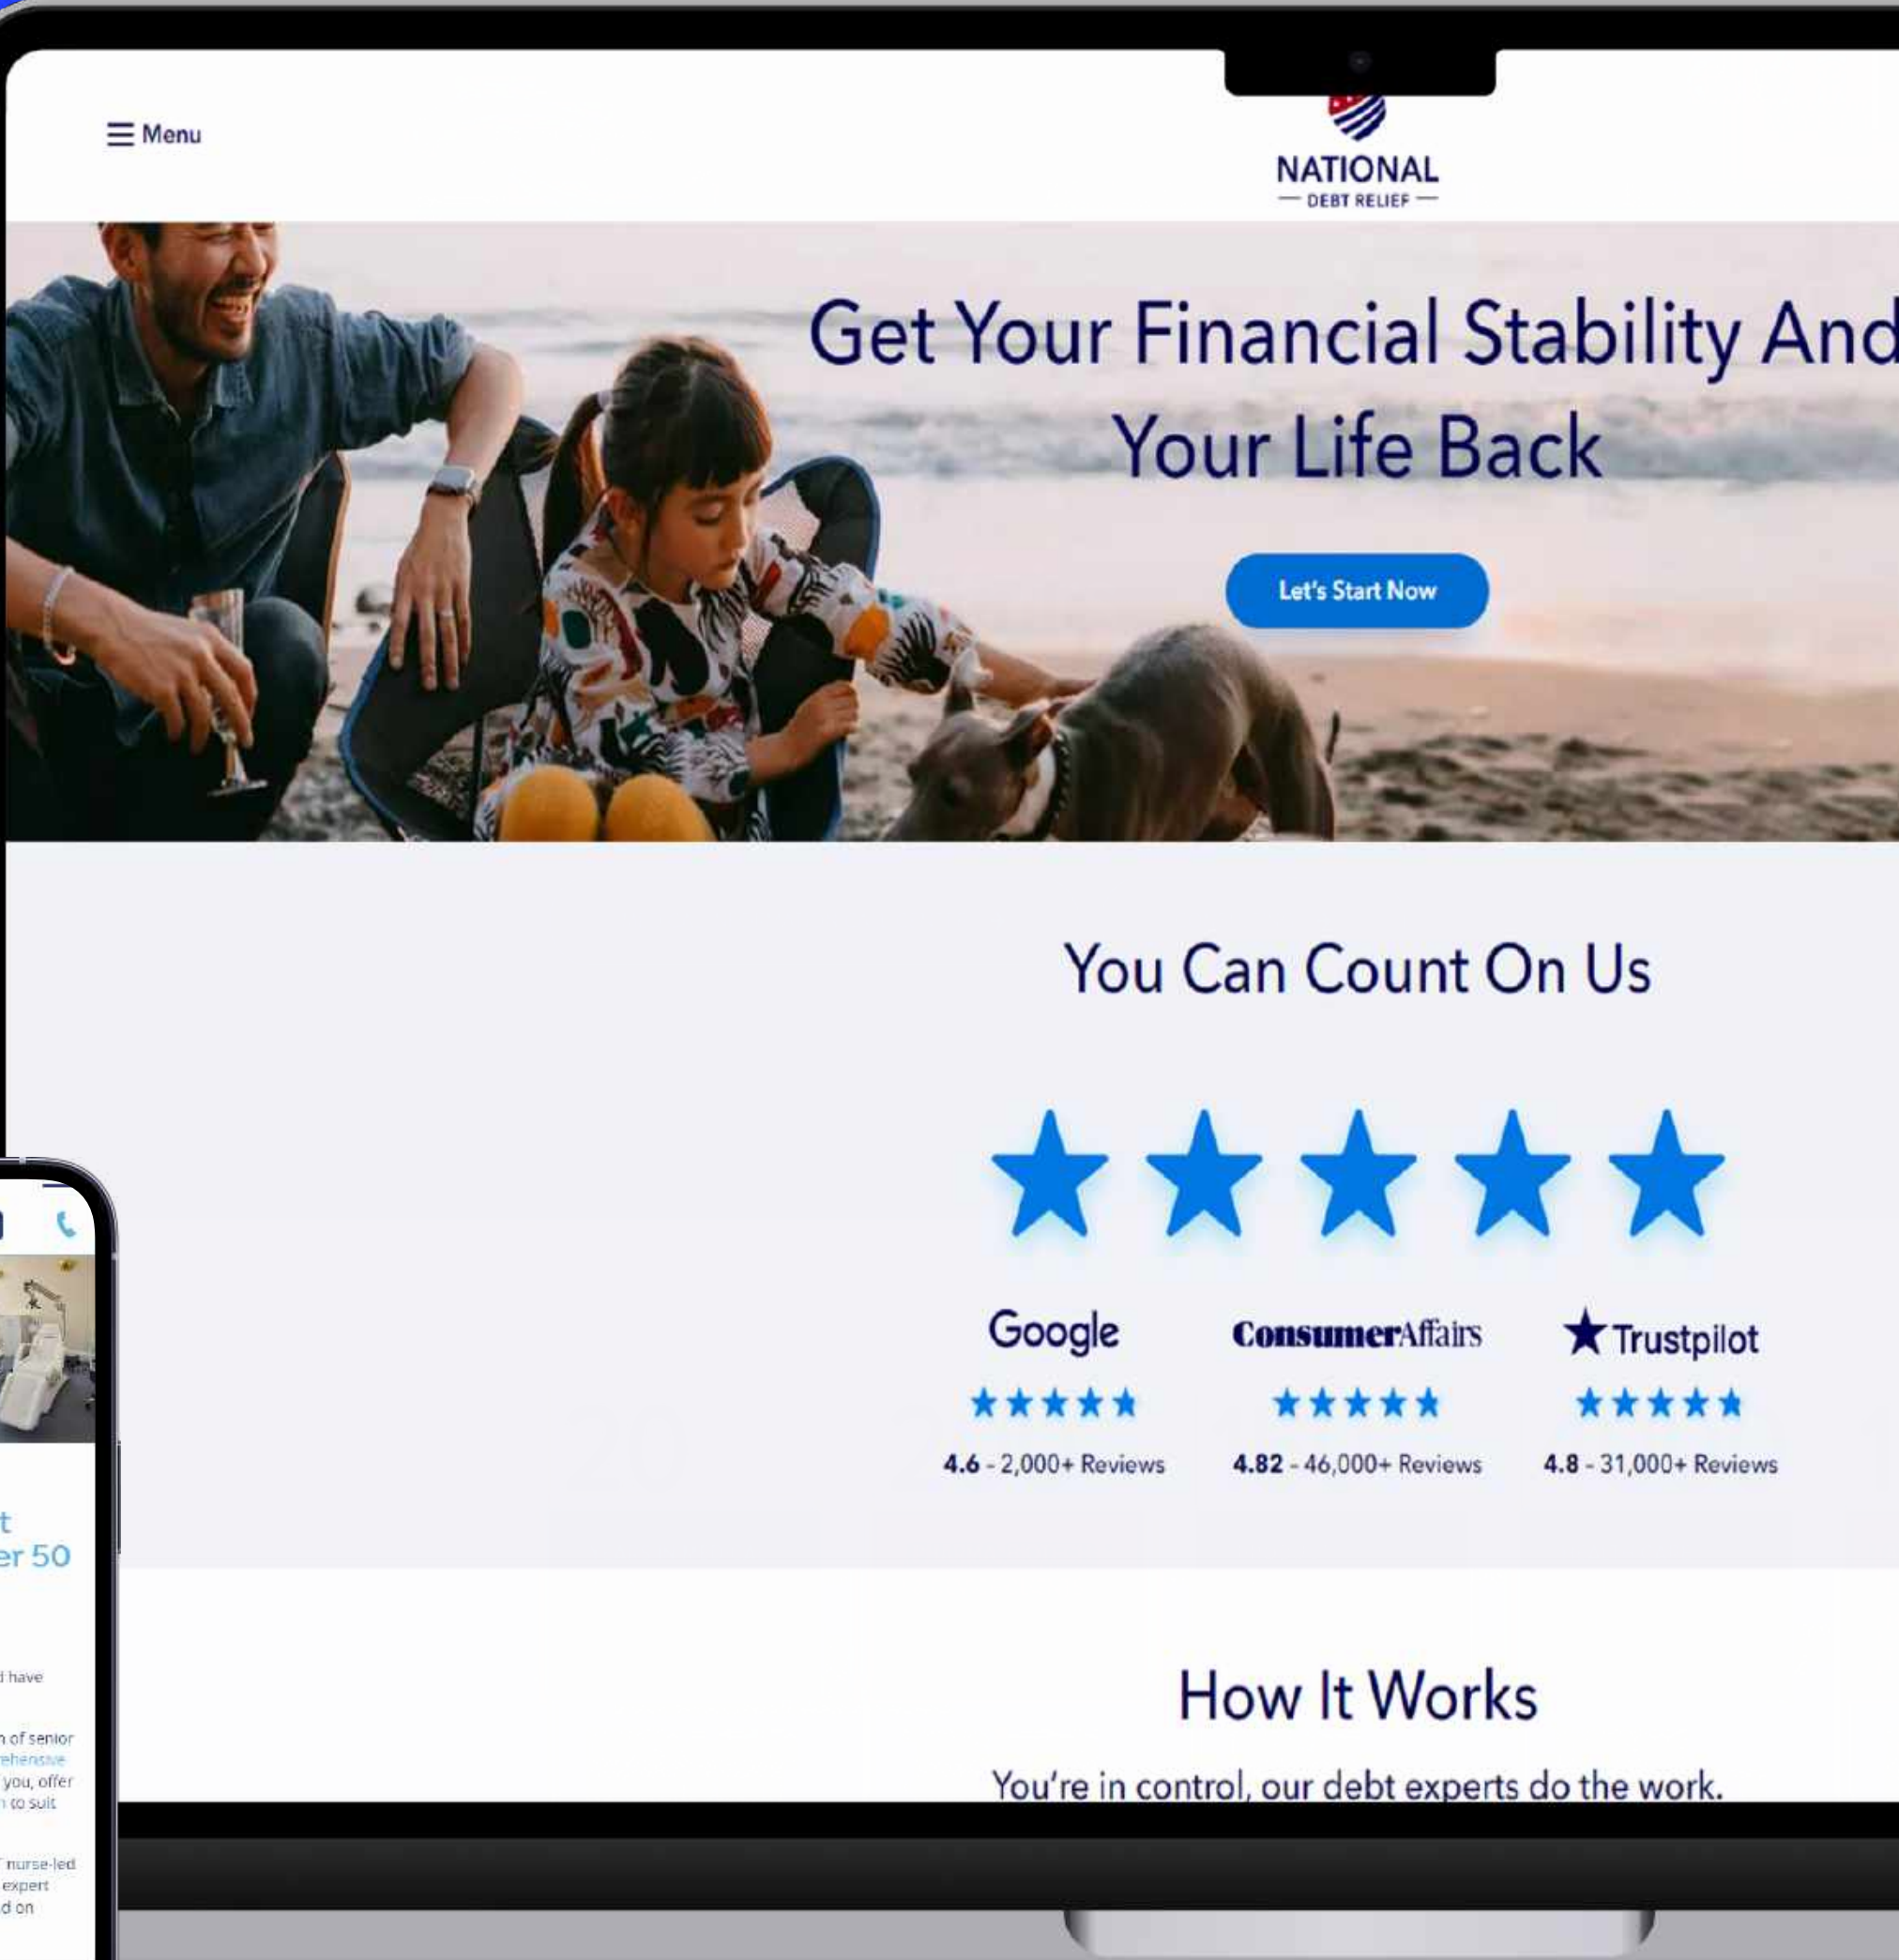 Menu
NATIONAL
DEBT RELIEF
Get Your Financial Stability And
Your Life Back
Let's Start Now
You Can Count On Us
Google
ConsumerAffairs
Trustpilot
4.6 - 2,000+ Reviews
4.82 - 46,000+ Reviews
4.8 - 31,000+ Reviews
How It Works
You're in control, our debt experts do the work.
50
have
of senior
you, offer
to suit
nurse-led
expert
on